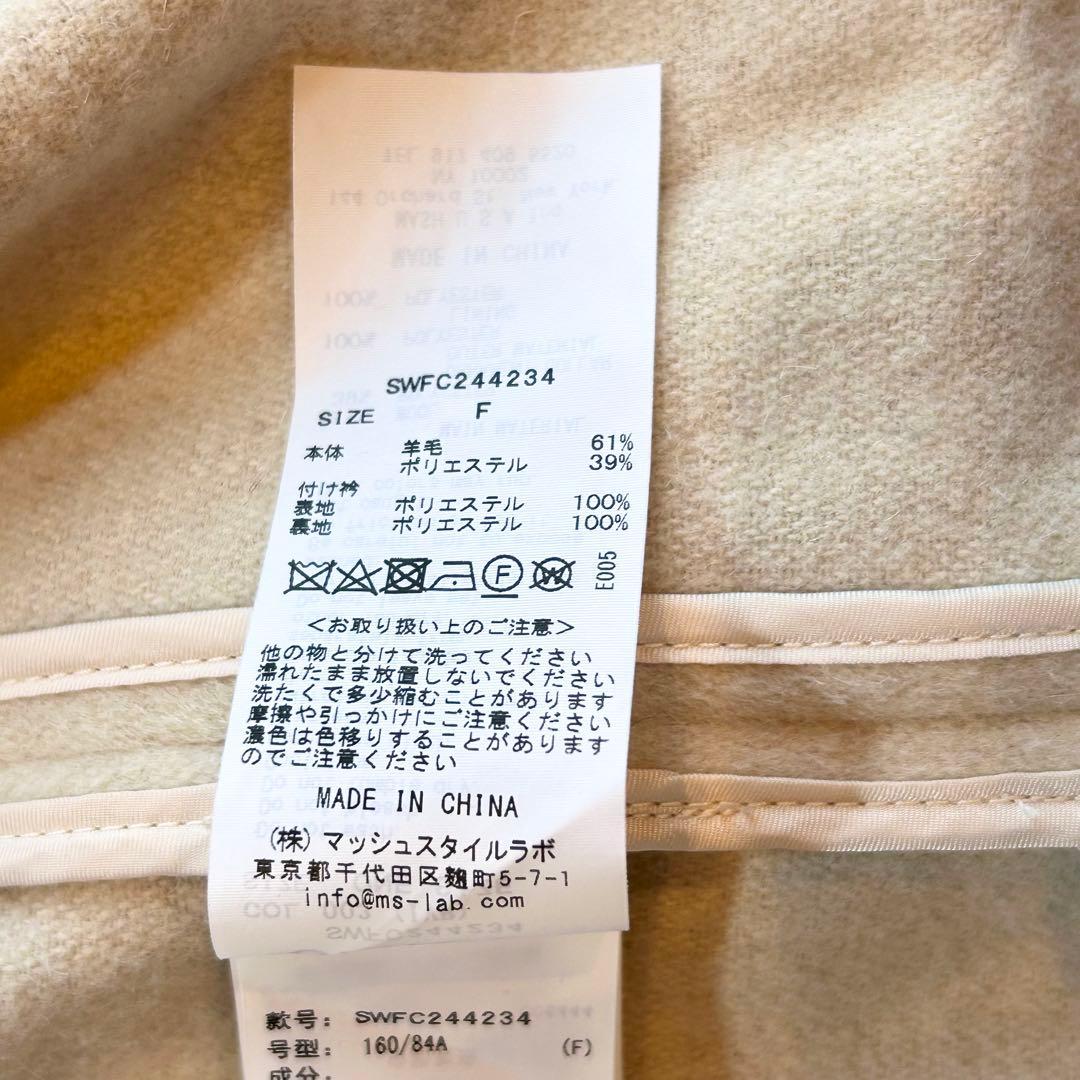 SWFC244234
SIZE F
本体 羊毛 61%
ポリエステル 39%
付け衿
表地 ポリエステル 100%
裏地 ポリエステル 100%
F W E005
<お取り扱い上のご注意>
他の物と分けて洗ってください
濡れたまま放置しないでください
洗たくで多少縮むことがあります
摩擦や引っかけにご注意ください
濃色は色移りすることがあります
のでご注意ください
MADE IN CHINA
(株)マッシュスタイルラボ
東京都千代田区麹町5-7-1
info@ms-lab.com
款号: SWFC244234
号型: 160/84A (F)
成分: